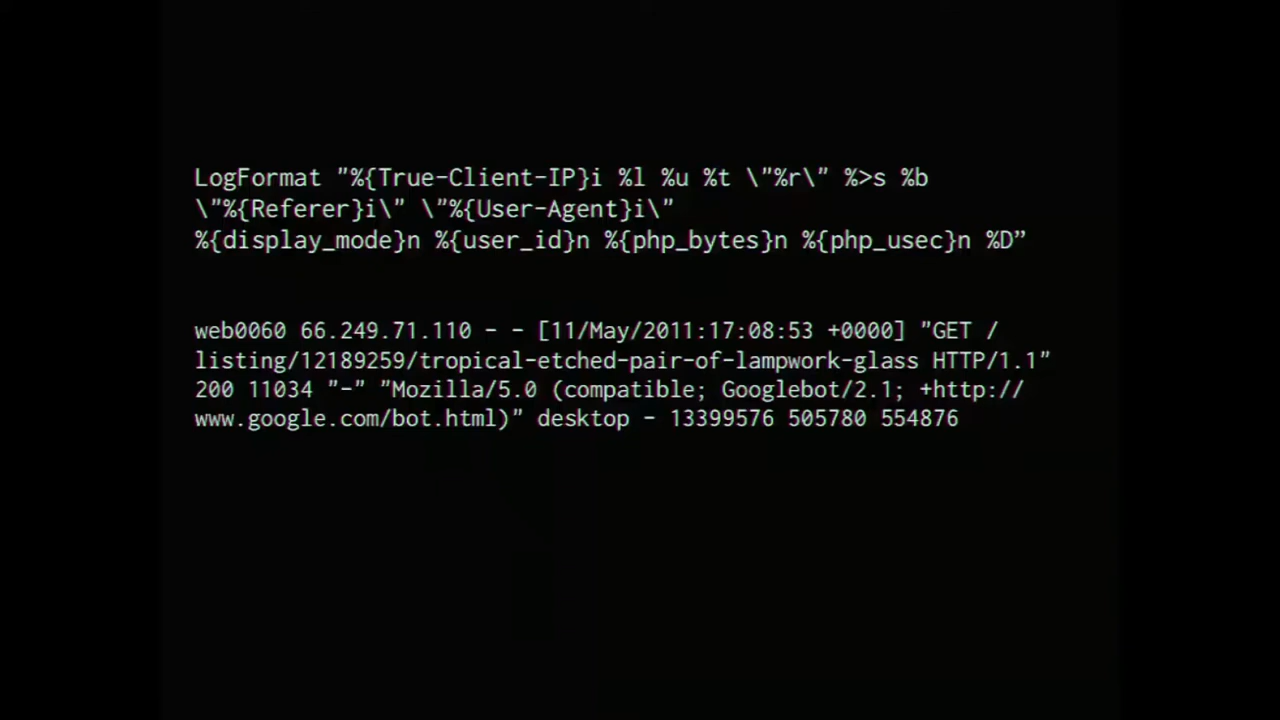 LogFormat "%{True-Client-IP}i %l %u %t \"%r\" %>s %b
\"%{Referer}i\" \"%{User-Agent}i\"
%{display_mode}n %{user_id}n %{php_bytes}n %{php_usec}n %D”
web0060 66.249.71.110 - - [11/May/2011:17:08:53 +0000] "GET /
listing/12189259/tropical-etched-pair-of-lampwork-glass HTTP/1.1"
200 11034 "-" "Mozilla/5.0 (compatible; Googlebot/2.1; +http://
www.google.com/bot.html)" desktop - 13399576 505780 554876